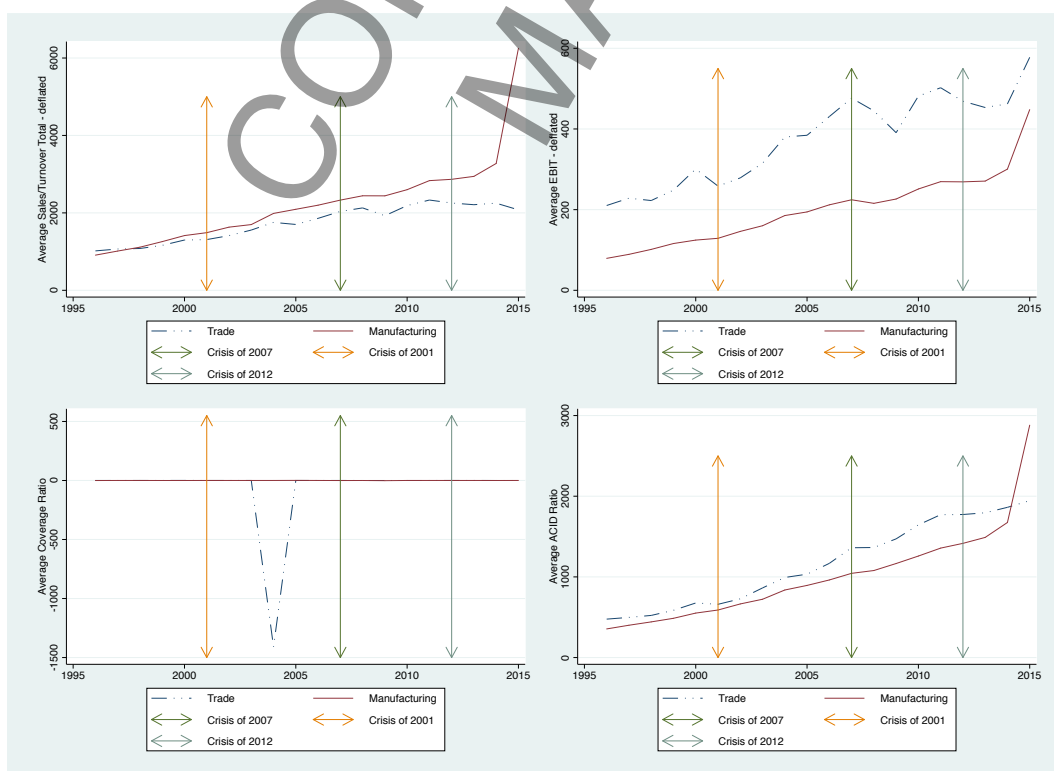 Average Sales/Turnover Total - deflated
6000
4000
2000
0
1995 2000 2005 2010 2015
Trade Manufacturing
Crisis of 2007 Crisis of 2001
Crisis of 2012
Average EBIT - deflated
600
400
200
0
1995 2000 2005 2010 2015
Trade Manufacturing
Crisis of 2007 Crisis of 2001
Crisis of 2012
Average Coverage Ratio
500
0
-500
-1000
-1500
1995 2000 2005 2010 2015
Trade Manufacturing
Crisis of 2007 Crisis of 2001
Crisis of 2012
Average ACID Ratio
3000
2000
1000
0
1995 2000 2005 2010 2015
Trade Manufacturing
Crisis of 2007 Crisis of 2001
Crisis of 2012